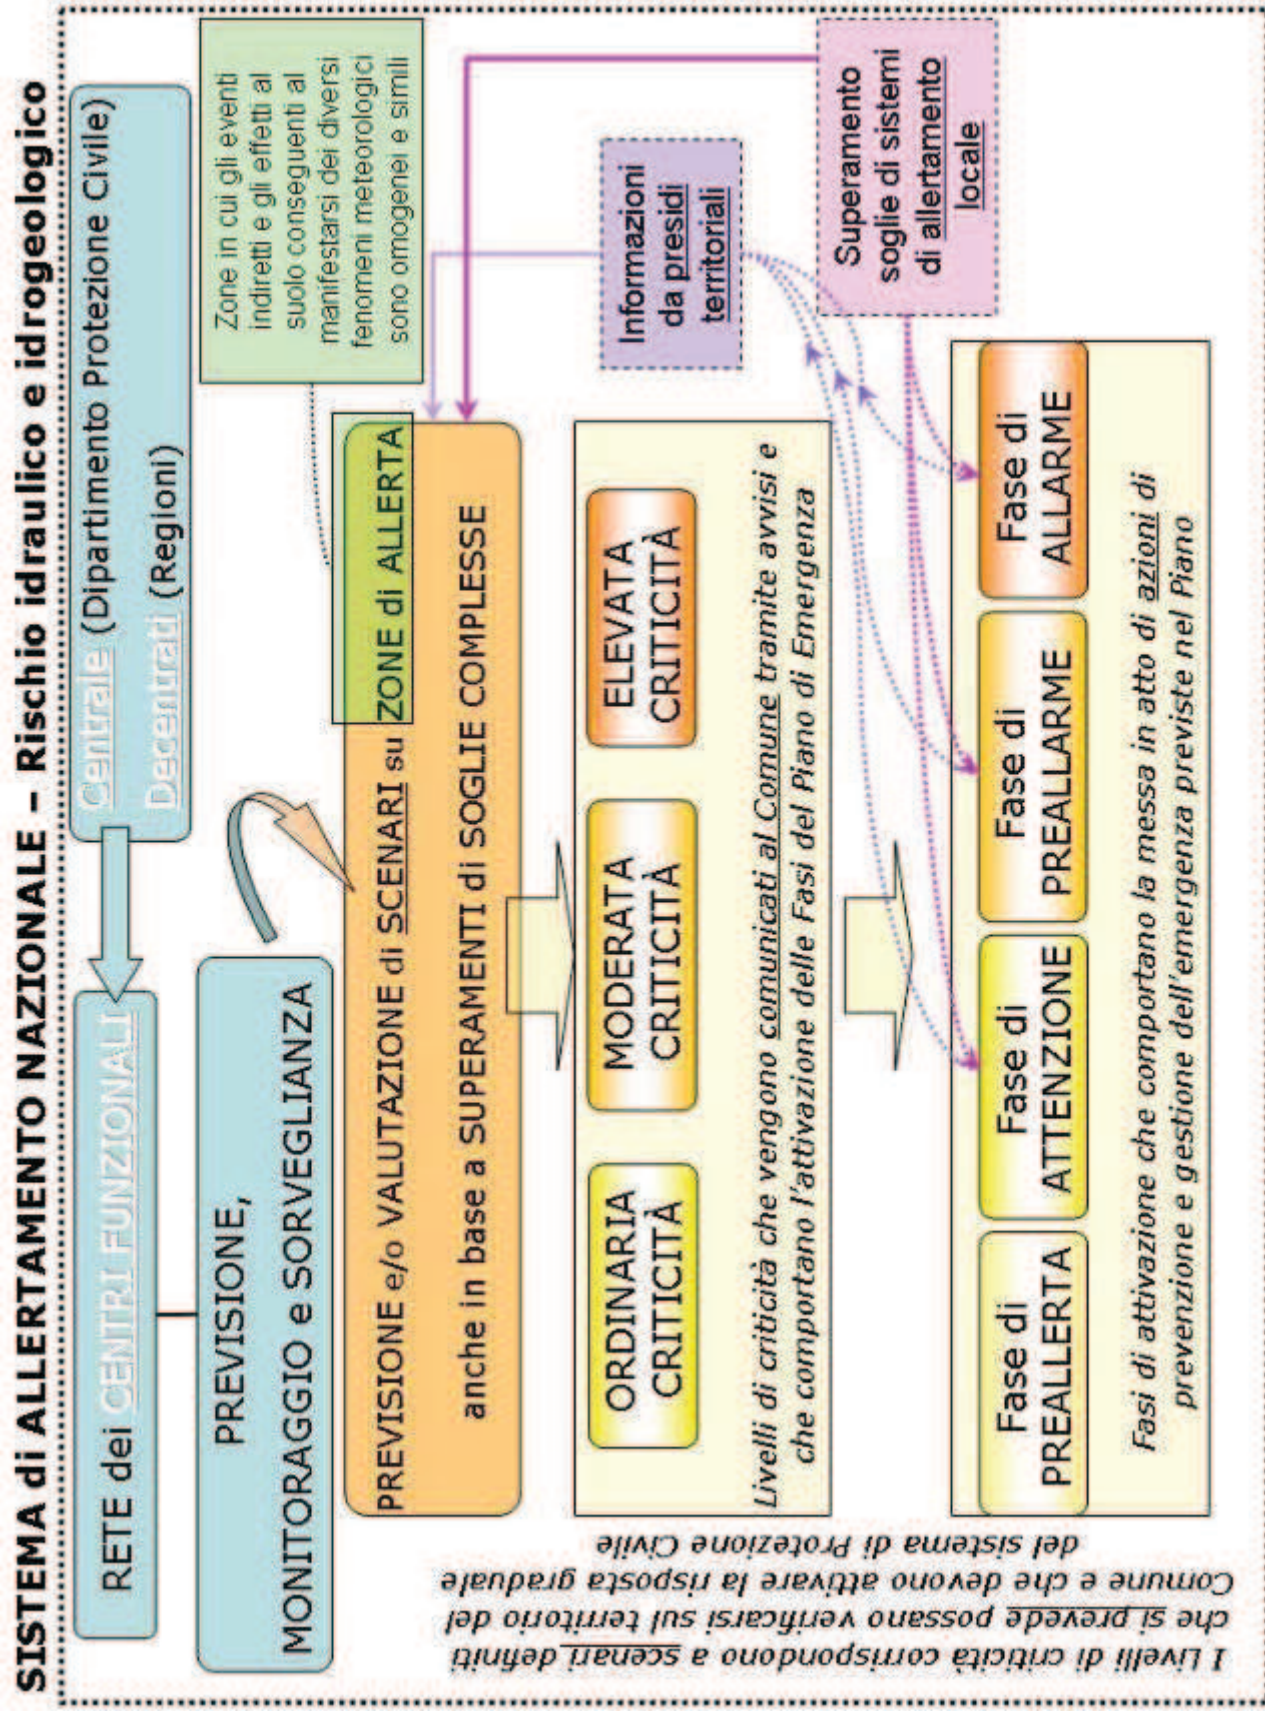 SISTEMA di ALLERTAMENTO NAZIONALE – Rischio idraulico e idrogeologico
RETE dei CENTRI FUNZIONALI
Centrale (Dipartimento Protezione Civile)
Decentrati (Regioni)
PREVISIONE,
MONITORAGGIO e SORVEGLIANZA
Zone in cui gli eventi
indiretti e gli effetti al
suolo conseguenti al
manifestarsi dei diversi
fenomeni meteorologici
sono omogenei e simili
PREVISIONE e/o VALUTAZIONE di SCENARI su ZONE di ALLERTA
anche in base a SUPERAMENTI di SOGLIE COMPLESSE
ORDINARIA
CRITICITÀ
MODERATA
CRITICITÀ
ELEVATA
CRITICITÀ
Livelli di criticità che vengono comunicati al Comune tramite avvisi e
che comportano l'attivazione delle Fasi del Piano di Emergenza
Informazioni
da presidi
territoriali
Superamento
soglie di sistemi
di allertamento
locale
Fase di
PREALLERTA
Fase di
ATTENZIONE
Fase di
PREALLARME
Fase di
ALLARME
Fasi di attivazione che comportano la messa in atto di azioni di
prevenzione e gestione dell'emergenza previste nel Piano
I Livelli di criticità corrispondono a scenari definiti
che si prevede possano verificarsi sul territorio del
Comune e che devono attivare la risposta graduale
del sistema di Protezione Civile